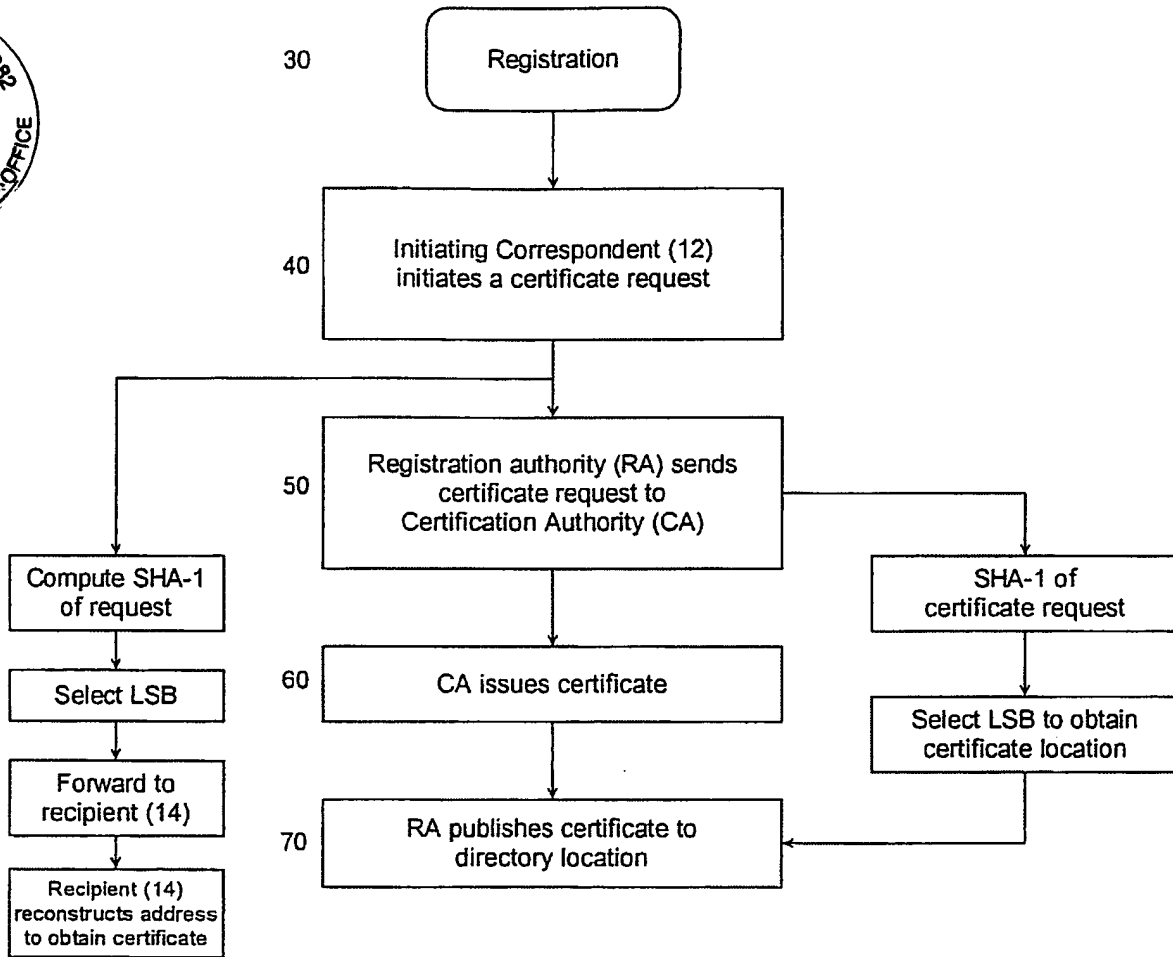 30
Registration
40
Initiating Correspondent (12)
initiates a certificate request
50
Registration authority (RA) sends
certificate request to
Certification Authority (CA)
Compute SHA-1
of request
SHA-1 of
certificate request
60
CA issues certificate
Select LSB
Select LSB to obtain
certificate location
Forward to
recipient (14)
70
RA publishes certificate to
directory location
Recipient (14)
reconstructs address
to obtain certificate
OFFICE